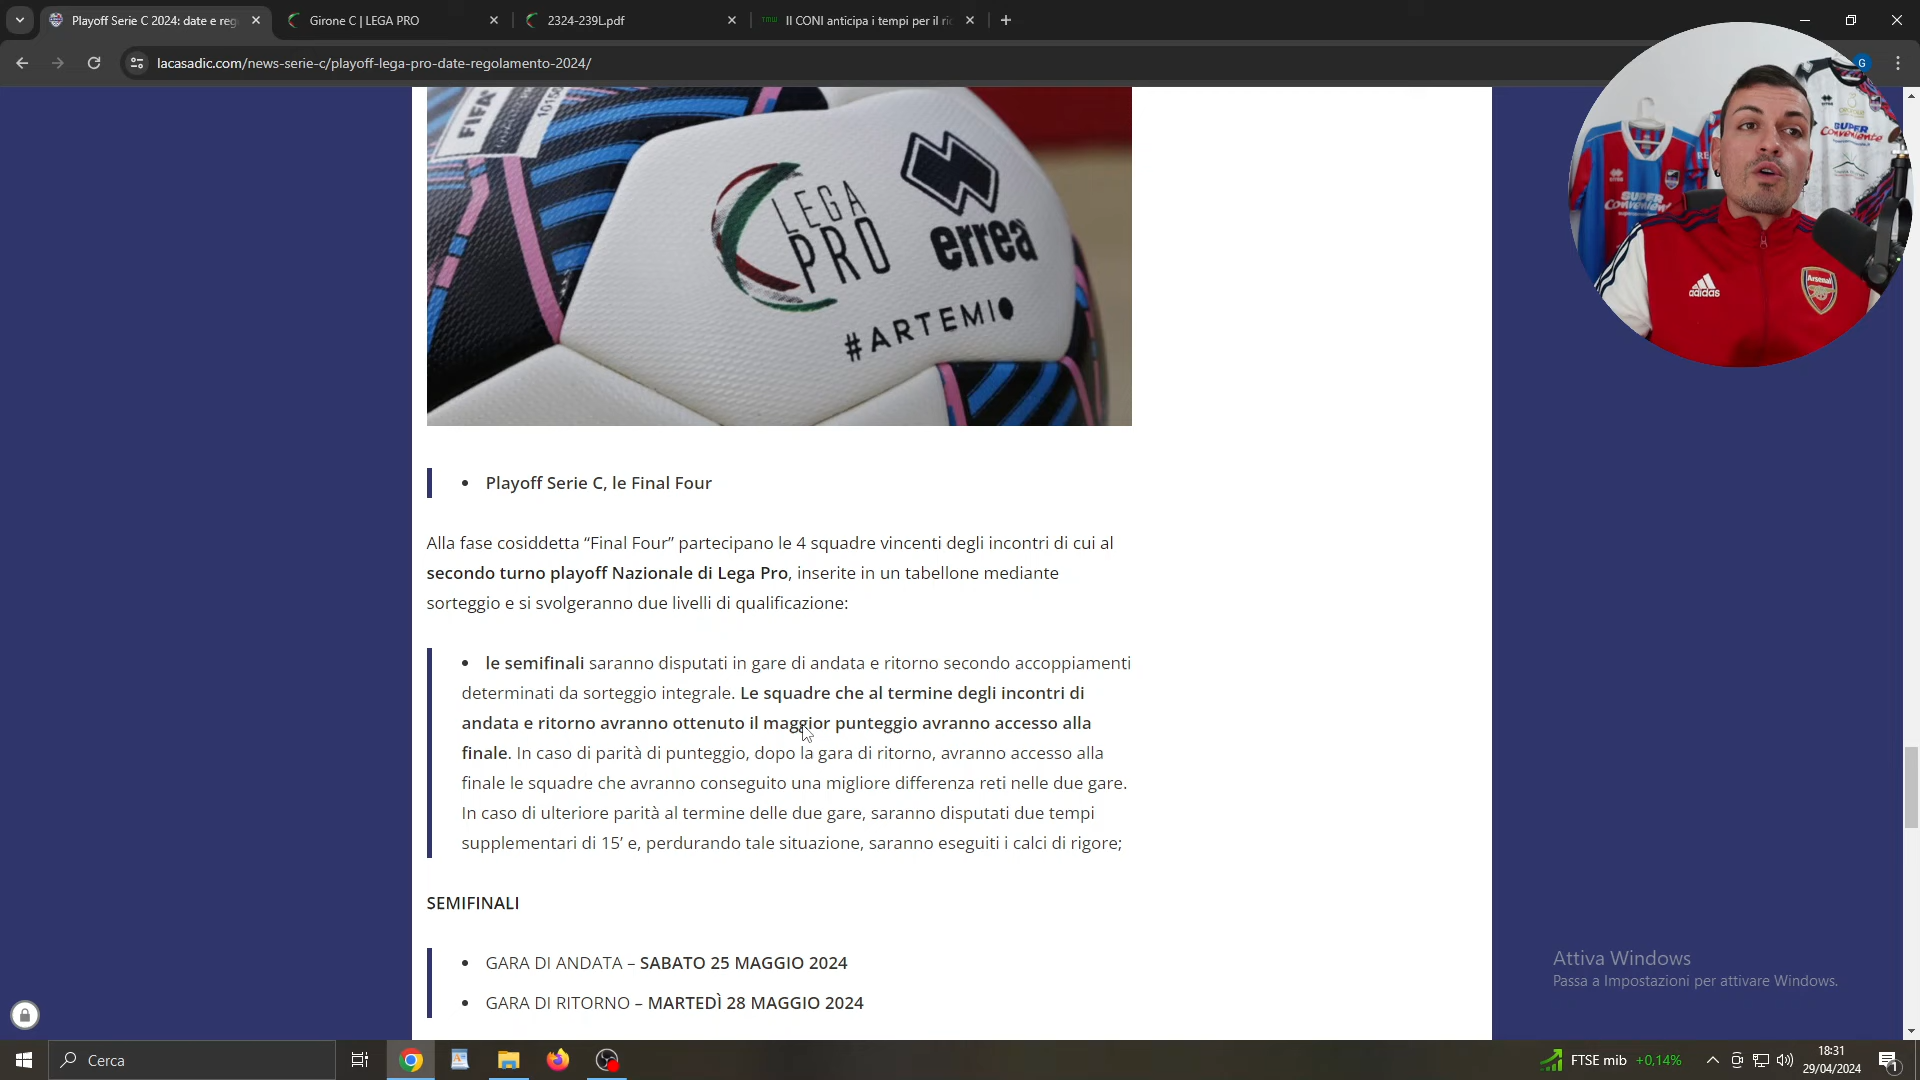 Playoff Serie C 2024: date e reg
Girone C | LEGA PRO
2324-239L.pdf
TMW Il CONI anticipa i tempi per il ri
lacasadic.com/news-serie-c/playoff-lega-pro-date-regolamento-2024/
G
FIFA
LEGA
PRO
errea
#ARTEMIO
SUPER
Conveniente
SUPER
Conveniente
adidas
Arsenal
Playoff Serie C, le Final Four
Alla fase cosiddetta “Final Four” partecipano le 4 squadre vincenti degli incontri di cui al
secondo turno playoff Nazionale di Lega Pro, inserite in un tabellone mediante
sorteggio e si svolgeranno due livelli di qualificazione:
le semifinali saranno disputati in gare di andata e ritorno secondo accoppiamenti
determinati da sorteggio integrale. Le squadre che al termine degli incontri di
andata e ritorno avranno ottenuto il maggior punteggio avranno accesso alla
finale. In caso di parità di punteggio, dopo la gara di ritorno, avranno accesso alla
finale le squadre che avranno conseguito una migliore differenza reti nelle due gare.
In caso di ulteriore parità al termine delle due gare, saranno disputati due tempi
supplementari di 15’ e, perdurando tale situazione, saranno eseguiti i calci di rigore;
SEMIFINALI
GARA DI ANDATA – SABATO 25 MAGGIO 2024
GARA DI RITORNO – MARTEDÌ 28 MAGGIO 2024
Attiva Windows
Passa a Impostazioni per attivare Windows.
Cerca
FTSE mib +0,14%
18:31
29/04/2024
1